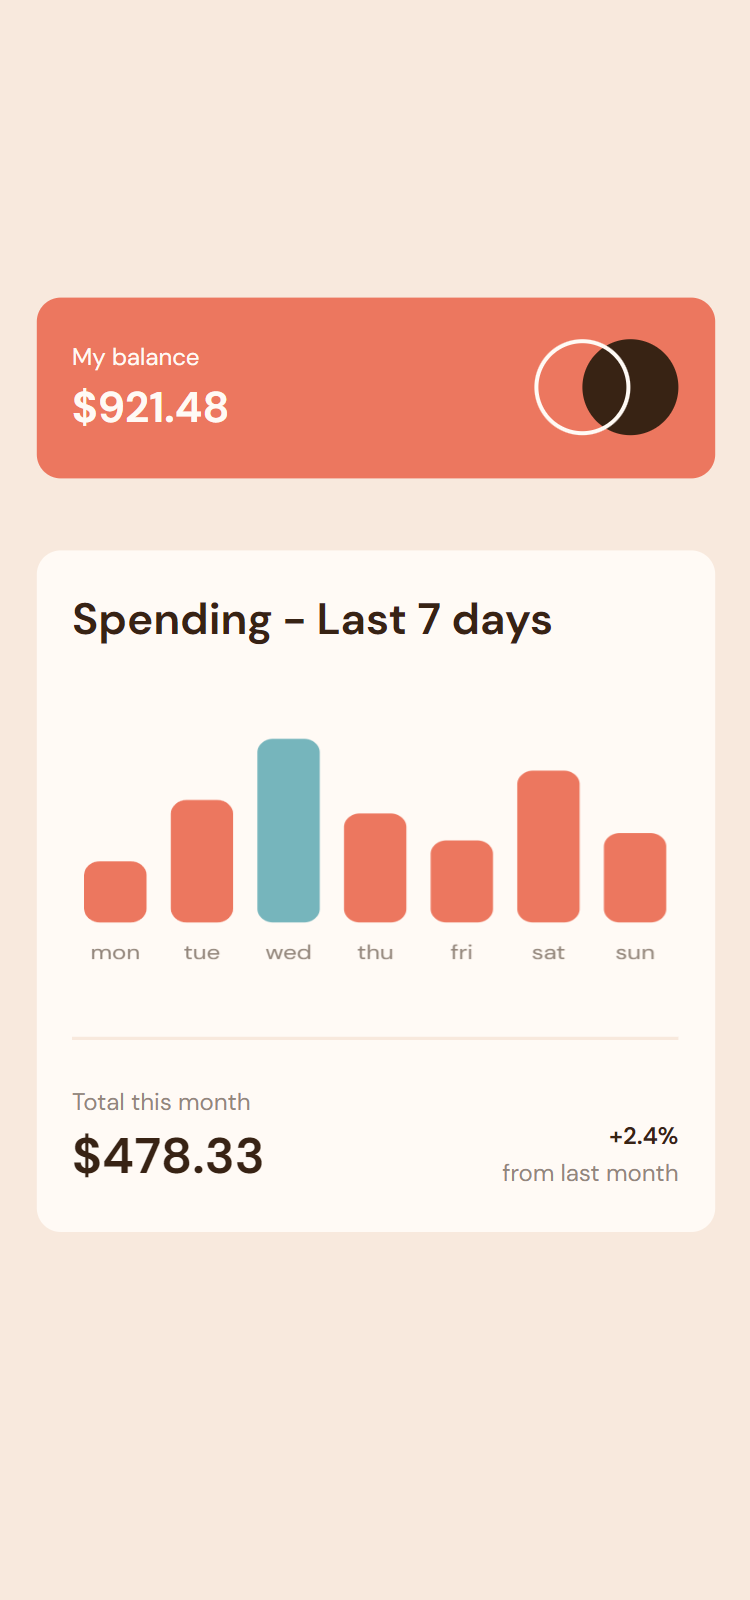 My balance
$921.48
Spending - Last 7 days
mon tue wed thu fri sat sun
Total this month
$478.33
+2.4%
from last month